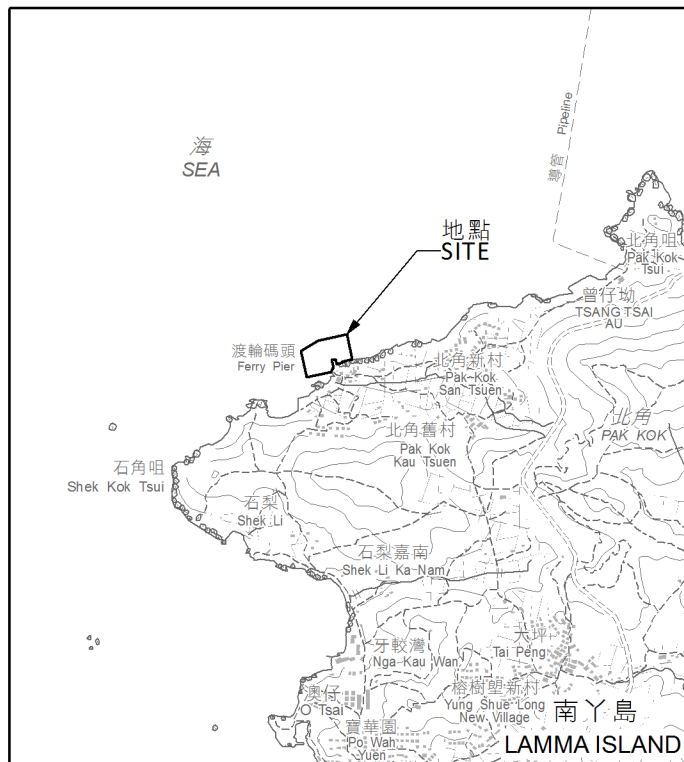 導管 Pipeline
海
SEA
地點
SITE
北角咀
Pak Kok
Tsui
曾仔坳
TSANG TSAI
AU
渡輪碼頭
Ferry Pier
北角新村
Pak Kok
San Tsuen
北角
PAK KOK
北角舊村
Pak Kok
Kau Tsuen
石角咀
Shek Kok Tsui
石梨
Shek Li
石梨嘉南
Shek Li Ka Nam
大坪
Tai Peng
牙較灣
Nga Kau Wan
榕樹塱新村
Yung Shue Long
New Village
澳仔
O Tsai
南丫島
LAMMA ISLAND
寶華園
Po Wah
Yuen